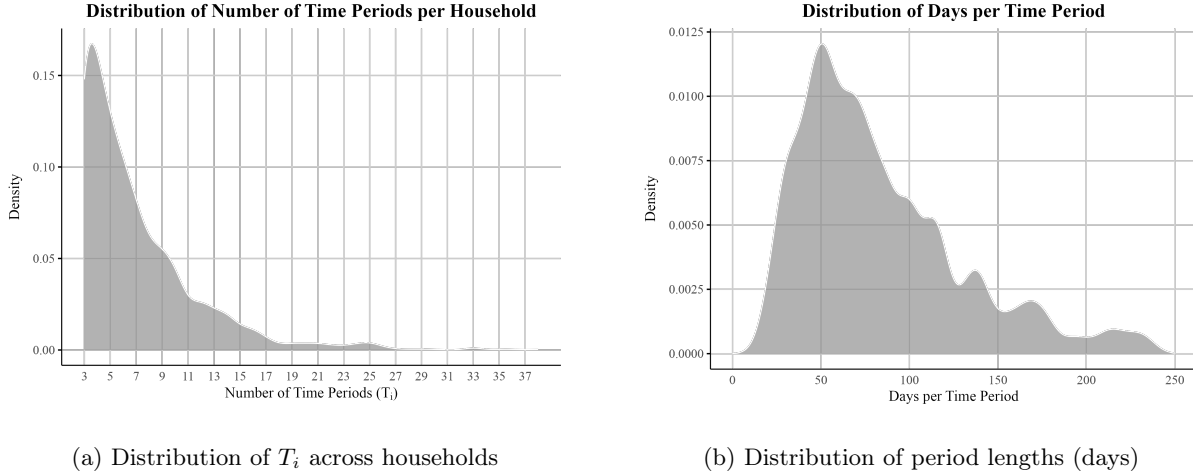 Distribution of Number of Time Periods per Household
0.15
0.10
0.05
0.00
Density
3 5 7 9 11 13 15 17 19 21 23 25 27 29 31 33 35 37
Number of Time Periods (Tᵢ)
(a) Distribution of Tᵢ across households
Distribution of Days per Time Period
0.0125
0.0100
0.0075
0.0050
0.0025
0.0000
Density
0 50 100 150 200 250
Days per Time Period
(b) Distribution of period lengths (days)